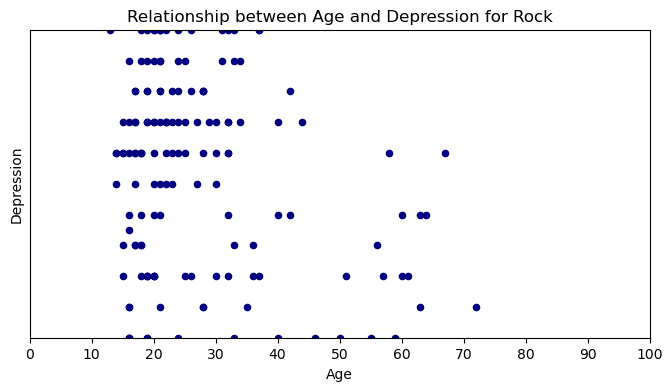 Relationship between Age and Depression for Rock
Depression
0 10 20 30 40 50 60 70 80 90 100
Age